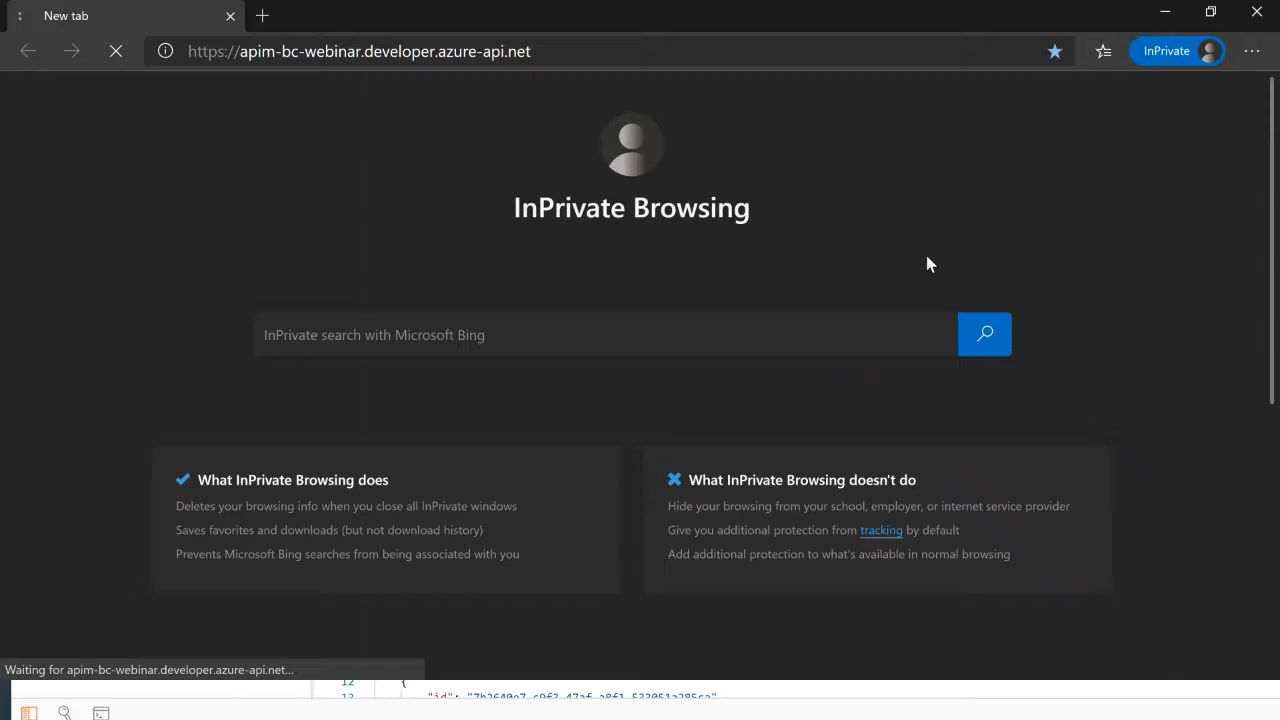 New tab
https://apim-bc-webinar.developer.azure-api.net
InPrivate
InPrivate Browsing
InPrivate search with Microsoft Bing
What InPrivate Browsing does
Deletes your browsing info when you close all InPrivate windows
Saves favorites and downloads (but not download history)
Prevents Microsoft Bing searches from being associated with you
What InPrivate Browsing doesn't do
Hide your browsing from your school, employer, or internet service provider
Give you additional protection from tracking by default
Add additional protection to what's available in normal browsing
Waiting for apim-bc-webinar.developer.azure-api.net...
12 {
13 "id":